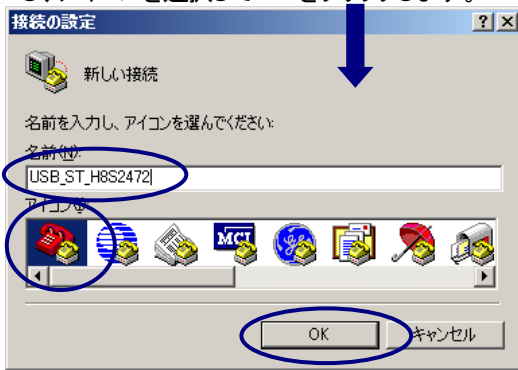 接続の設定
新しい接続
名前を入力し、アイコンを選んでください:
名前(N):
USB_ST_H8S2472
アイコン(I):
MCI
OK
キャンセル